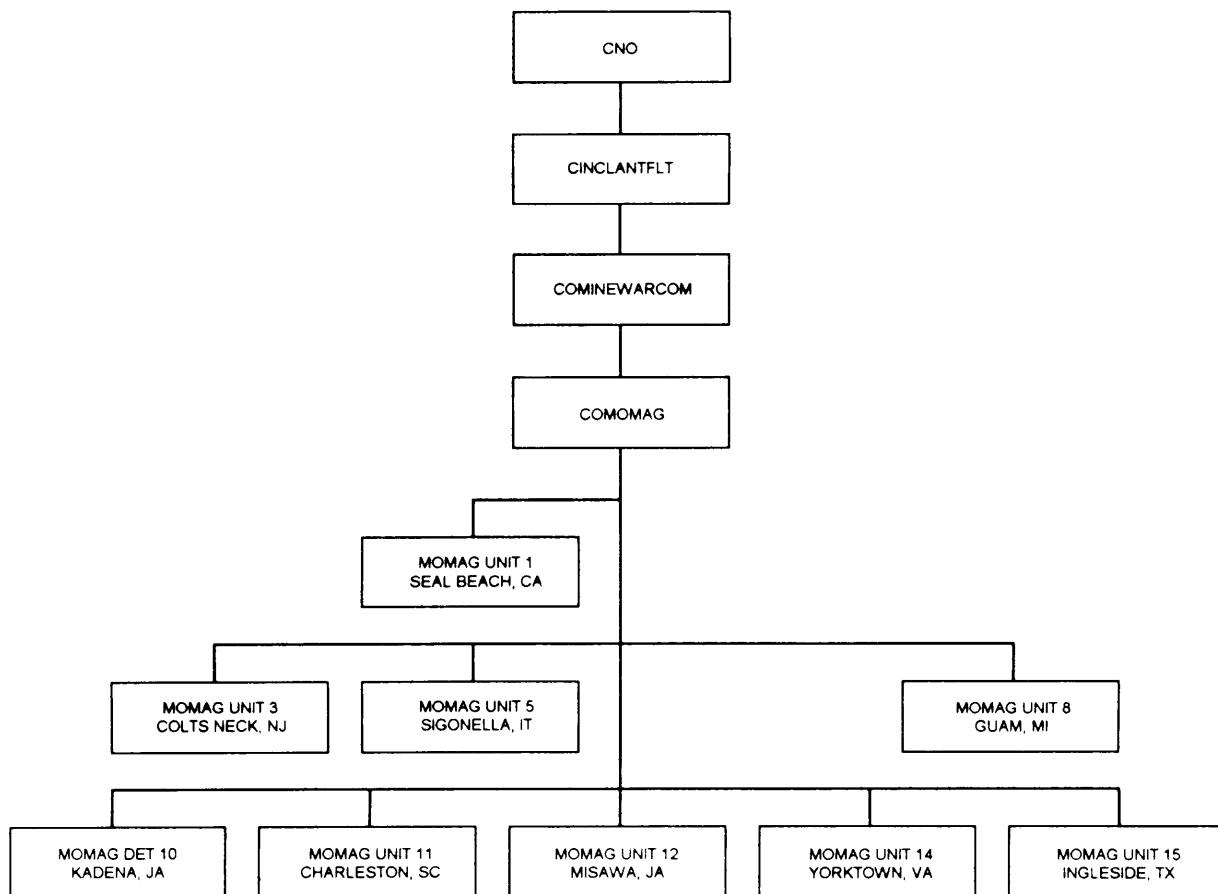 CNO
CINCLANTFLT
COMINEWARCOM
COMOMAG
MOMAG UNIT 1
SEAL BEACH, CA
MOMAG UNIT 3
COLTS NECK, NJ
MOMAG UNIT 5
SIGONELLA, IT
MOMAG UNIT 8
GUAM, MI
MOMAG DET 10
KADENA, JA
MOMAG UNIT 11
CHARLESTON, SC
MOMAG UNIT 12
MISAWA, JA
MOMAG UNIT 14
YORKTOWN, VA
MOMAG UNIT 15
INGLESIDE, TX